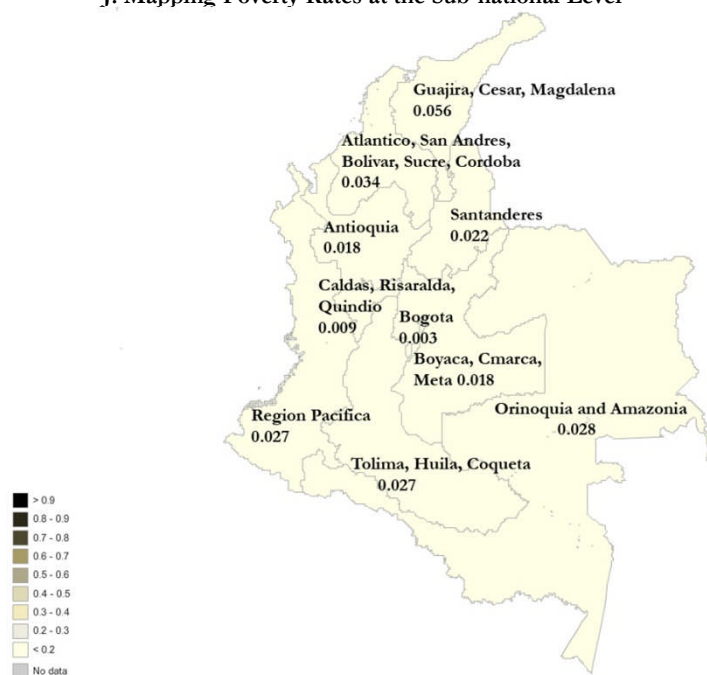 J. Mapping Poverty Rates at the Sub-national Level
Guajira, Cesar, Magdalena
0.056
Atlantico, San Andres,
Bolivar, Sucre, Cordoba
0.034
Santanderes
0.022
Antioquia
0.018
Caldas, Risaralda,
Quindio
0.009
Bogota
0.003
Boyaca, Cmarca,
Meta 0.018
Orinoquia and Amazonia
0.028
Region Pacifica
0.027
Tolima, Huila, Coqueta
0.027
> 0.9
0.8 - 0.9
0.7 - 0.8
0.6 - 0.7
0.5 - 0.6
0.4 - 0.5
0.3 - 0.4
0.2 - 0.3
< 0.2
No data